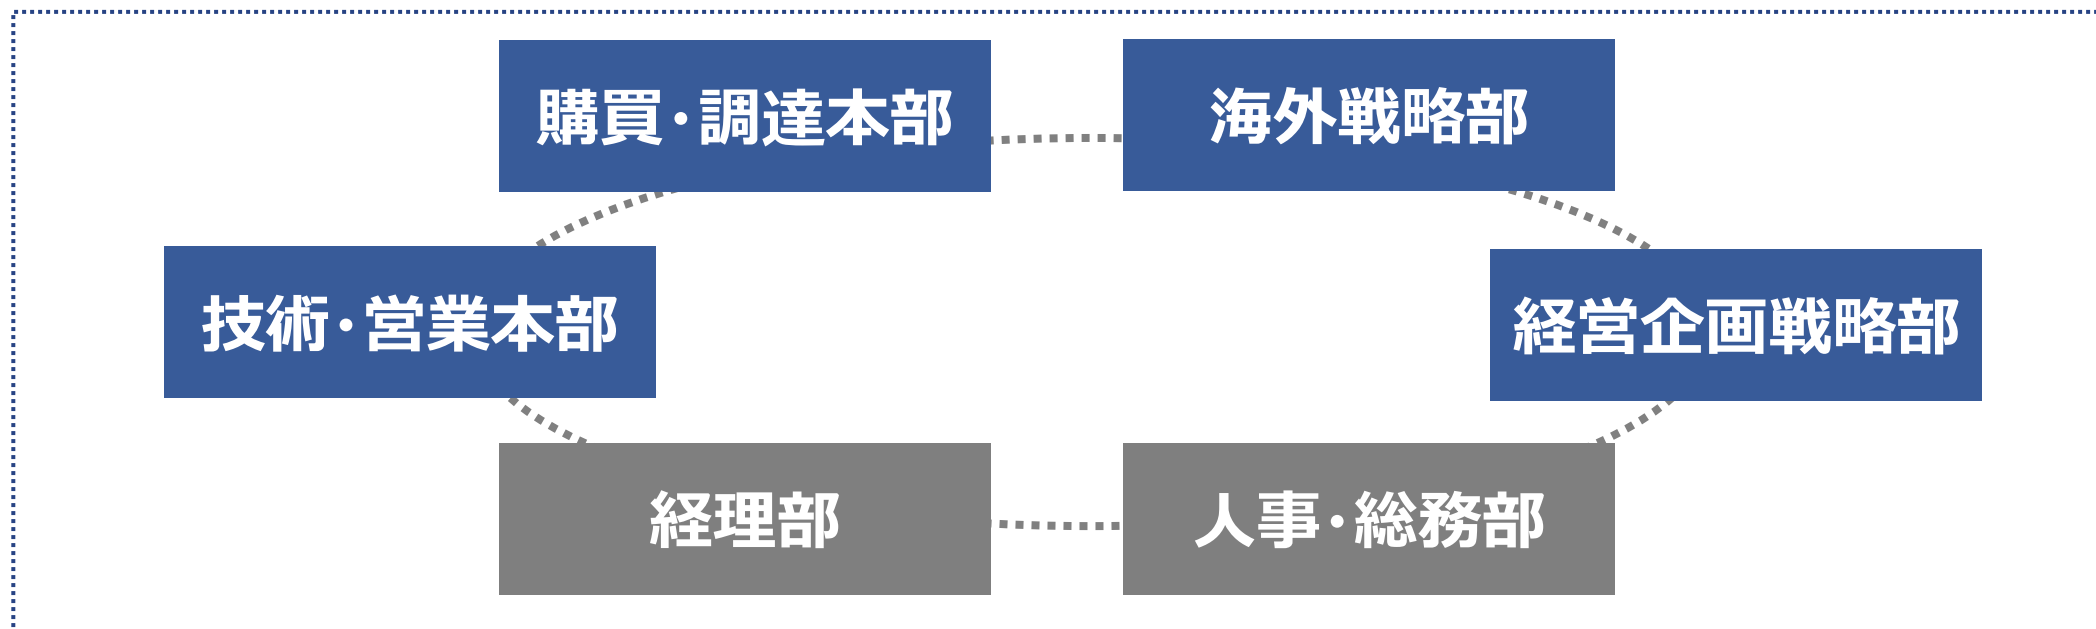 購買・調達本部
海外戦略部
技術・営業本部
経営企画戦略部
経理部
人事・総務部